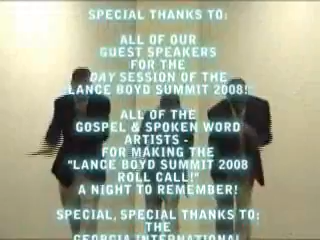 SPECIAL THANKS TO:
ALL OF OUR
GUEST SPEAKERS
FOR THE
DAY SESSION OF THE
LANCE BOYD SUMMIT 2008!
ALL OF THE
GOSPEL & SPOKEN WORD
ARTISTS -
FOR MAKING THE
"LANCE BOYD SUMMIT 2008
ROLL CALL!"
A NIGHT TO REMEMBER!
SPECIAL, SPECIAL THANKS TO:
THE
GEORGIA INTERNATIONAL